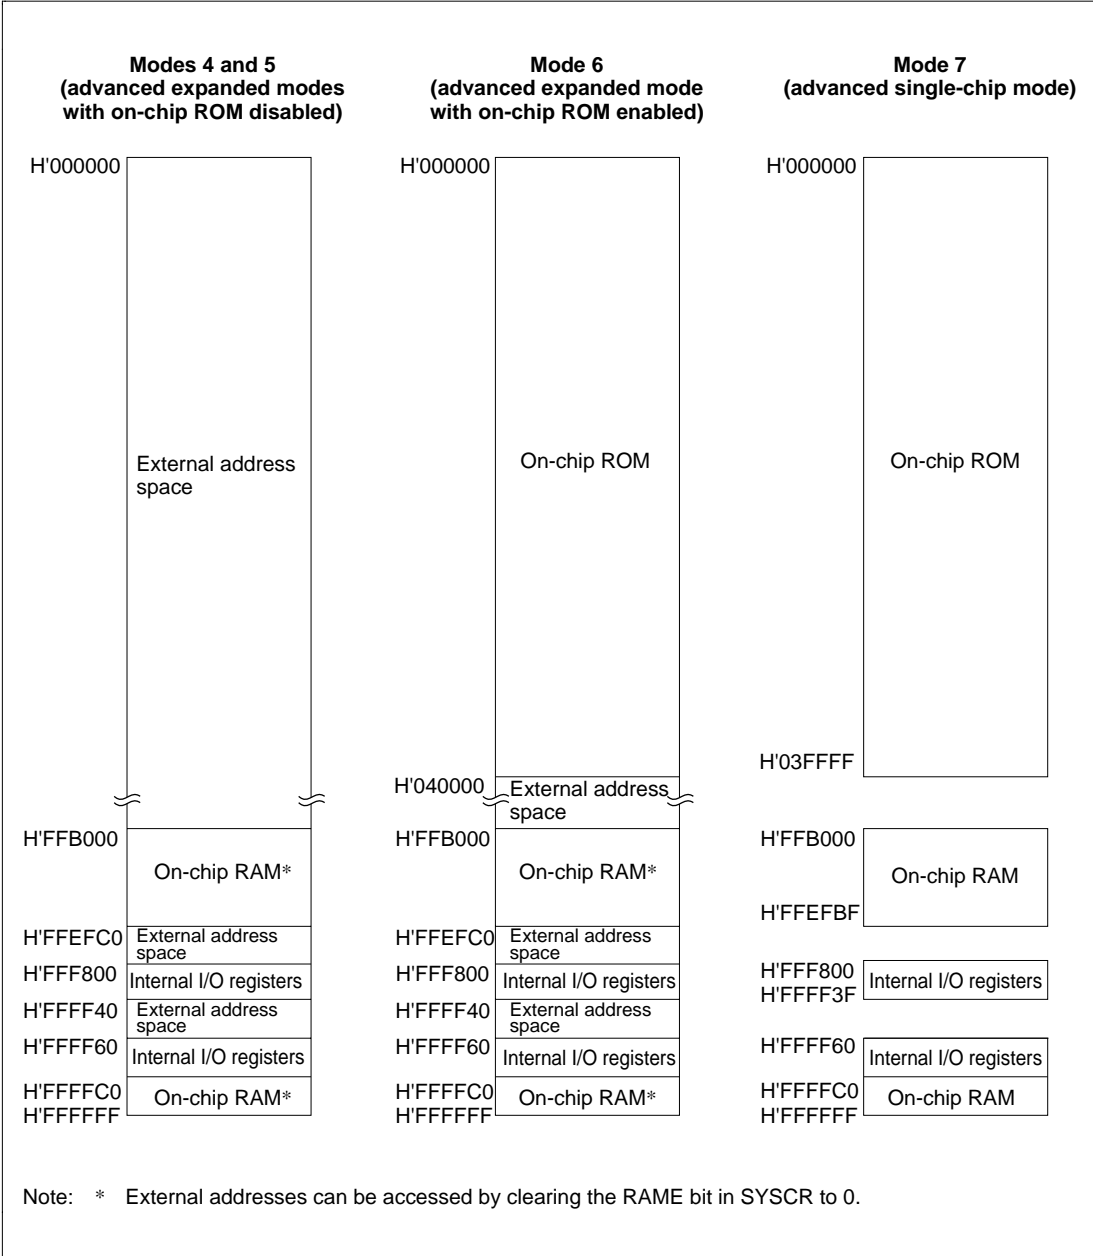 Modes 4 and 5
(advanced expanded modes
with on-chip ROM disabled)
H'000000
External address
space
H'FFB000
On-chip RAM*
H'FFEFC0
External address
space
H'FFF800
Internal I/O registers
H'FFFF40
External address
space
H'FFFF60
Internal I/O registers
H'FFFFC0
On-chip RAM*
H'FFFFFF
Mode 6
(advanced expanded mode
with on-chip ROM enabled)
H'000000
On-chip ROM
H'040000
External address
space
H'FFB000
On-chip RAM*
H'FFEFC0
External address
space
H'FFF800
Internal I/O registers
H'FFFF40
External address
space
H'FFFF60
Internal I/O registers
H'FFFFC0
On-chip RAM*
H'FFFFFF
Mode 7
(advanced single-chip mode)
H'000000
On-chip ROM
H'03FFFF
H'FFB000
On-chip RAM
H'FFEFBF
H'FFF800
Internal I/O registers
H'FFFF3F
H'FFFF60
Internal I/O registers
H'FFFFC0
On-chip RAM
H'FFFFFF
Note: * External addresses can be accessed by clearing the RAME bit in SYSCR to 0.